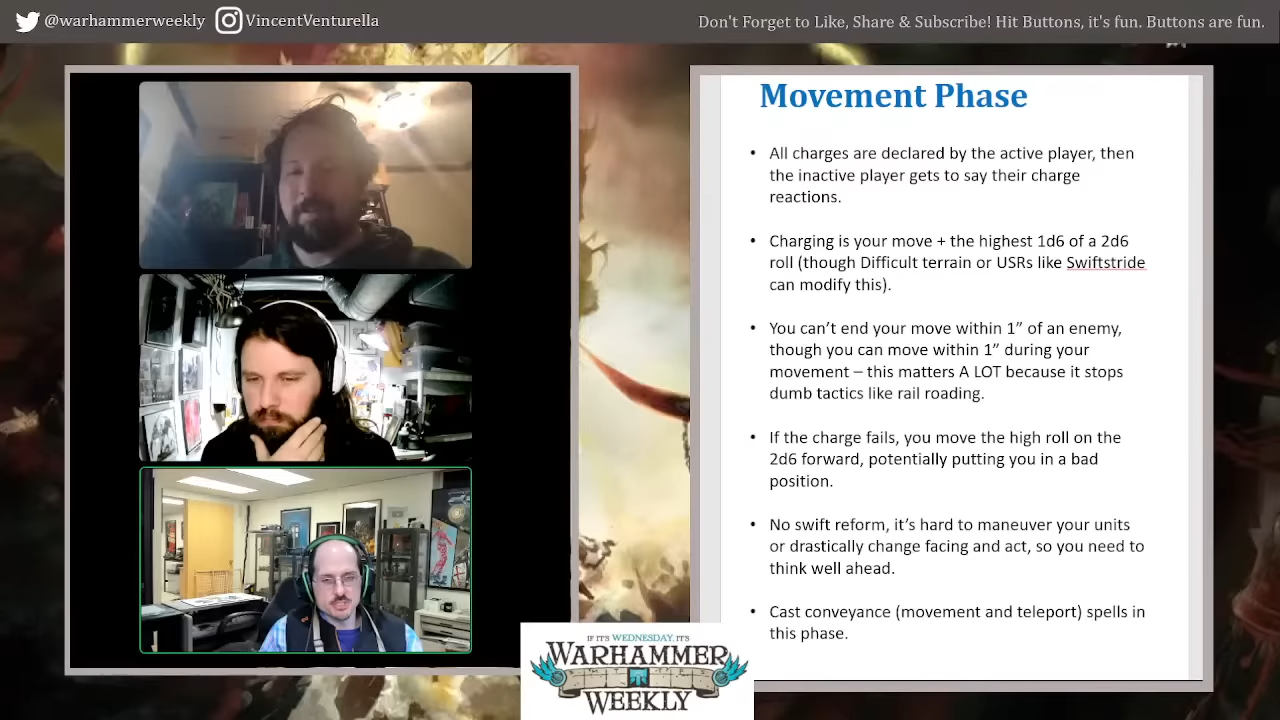 @warhammerweekly VincentVenturella
Don't Forget to Like, Share & Subscribe! Hit Buttons, it's fun. Buttons are fun.
Movement Phase
• All charges are declared by the active player, then
the inactive player gets to say their charge
reactions.
• Charging is your move + the highest 1d6 of a 2d6
roll (though Difficult terrain or USRs like Swiftstride
can modify this).
• You can’t end your move within 1” of an enemy,
though you can move within 1” during your
movement – this matters A LOT because it stops
dumb tactics like rail roading.
• If the charge fails, you move the high roll on the
2d6 forward, potentially putting you in a bad
position.
• No swift reform, it’s hard to maneuver your units
or drastically change facing and act, so you need to
think well ahead.
• Cast conveyance (movement and teleport) spells in
this phase.
IF IT'S WEDNESDAY, IT'S
WARHAMMER
WEEKLY